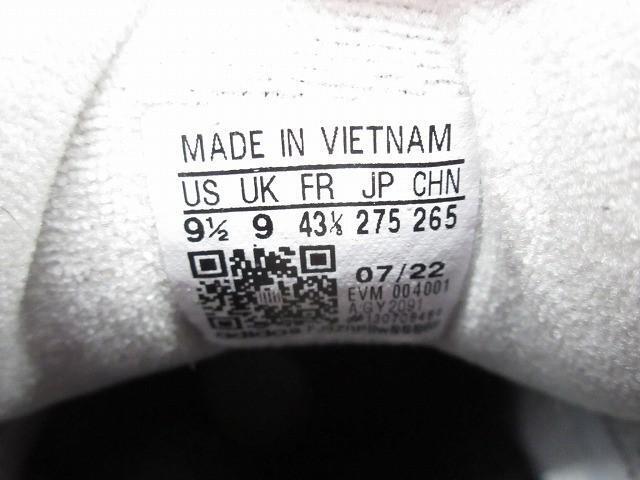 MADE IN VIETNAM
US UK FR JP CHN
9½ 9 43⅓ 275 265
07/22
EVM 004001
adidas